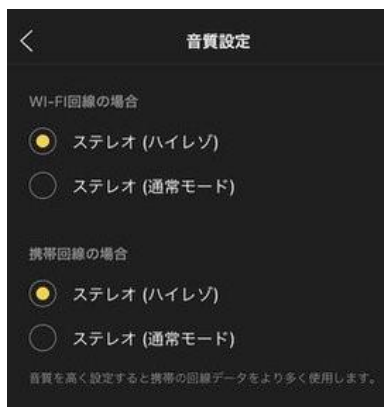 音質設定
WI-FI回線の場合
ステレオ (ハイレゾ)
ステレオ (通常モード)
携帯回線の場合
ステレオ (ハイレゾ)
ステレオ (通常モード)
音質を高く設定すると携帯の回線データをより多く使用します。